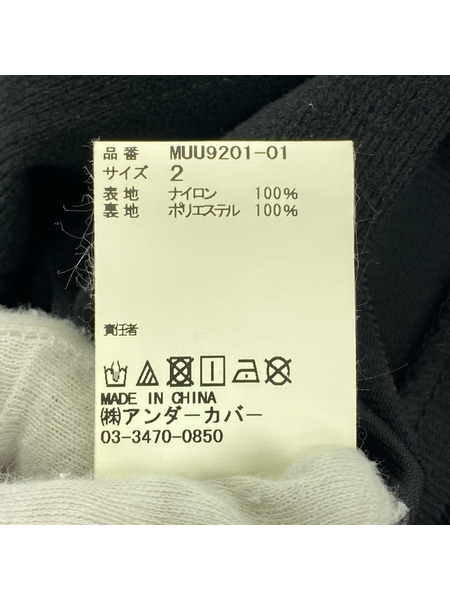 品番 MUU9201-01
サイズ 2
表地 ナイロン 100%
裏地 ポリエステル 100%
責任者
MADE IN CHINA
㈱アンダーカバー
03-3470-0850